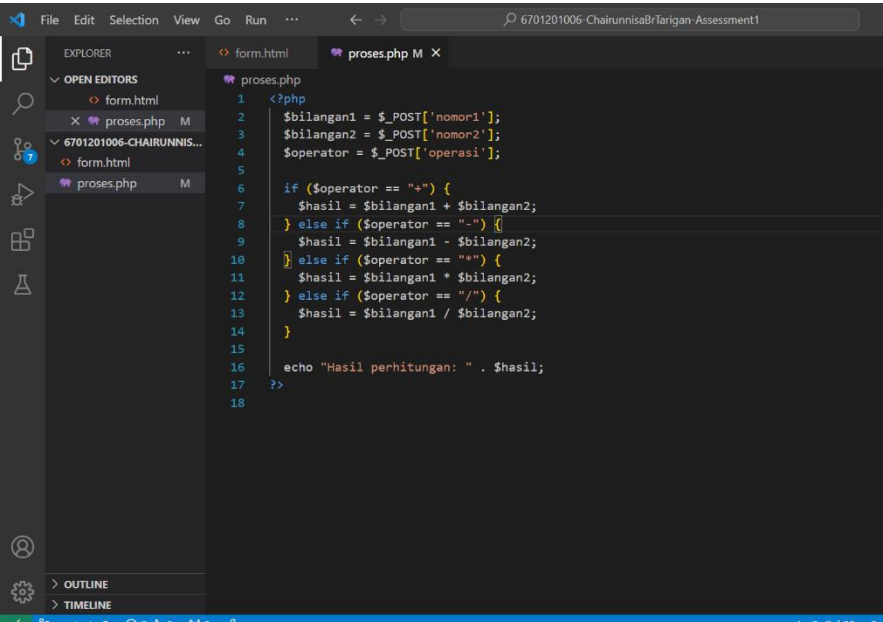 File Edit Selection View Go Run ... 6701201006-ChairunnisaBrTarigan-Assessment1
EXPLORER ...
OPEN EDITORS
form.html
proses.php M
6701201006-CHAIRUNNIS...
form.html
proses.php M
7
form.html proses.php M
proses.php
1 <?php
2 $bilangan1 = $_POST['nomor1'];
3 $bilangan2 = $_POST['nomor2'];
4 $operator = $_POST['operasi'];
5
6 if ($operator == "+") {
7 $hasil = $bilangan1 + $bilangan2;
8 } else if ($operator == "-") {
9 $hasil = $bilangan1 - $bilangan2;
10 } else if ($operator == "*") {
11 $hasil = $bilangan1 * $bilangan2;
12 } else if ($operator == "/") {
13 $hasil = $bilangan1 / $bilangan2;
14 }
15
16 echo "Hasil perhitungan: " . $hasil;
17 ?>
18
OUTLINE
TIMELINE